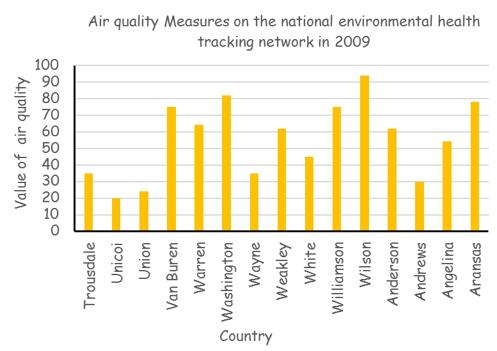 Air quality Measures on the national environmental health
tracking network in 2009
Value of air quality
100
90
80
70
60
50
40
30
20
10
0
Trousdale
Unicoi
Union
Van Buren
Warren
Washington
Wayne
Weakley
White
Williamson
Wilson
Anderson
Andrews
Angelina
Aransas
Country